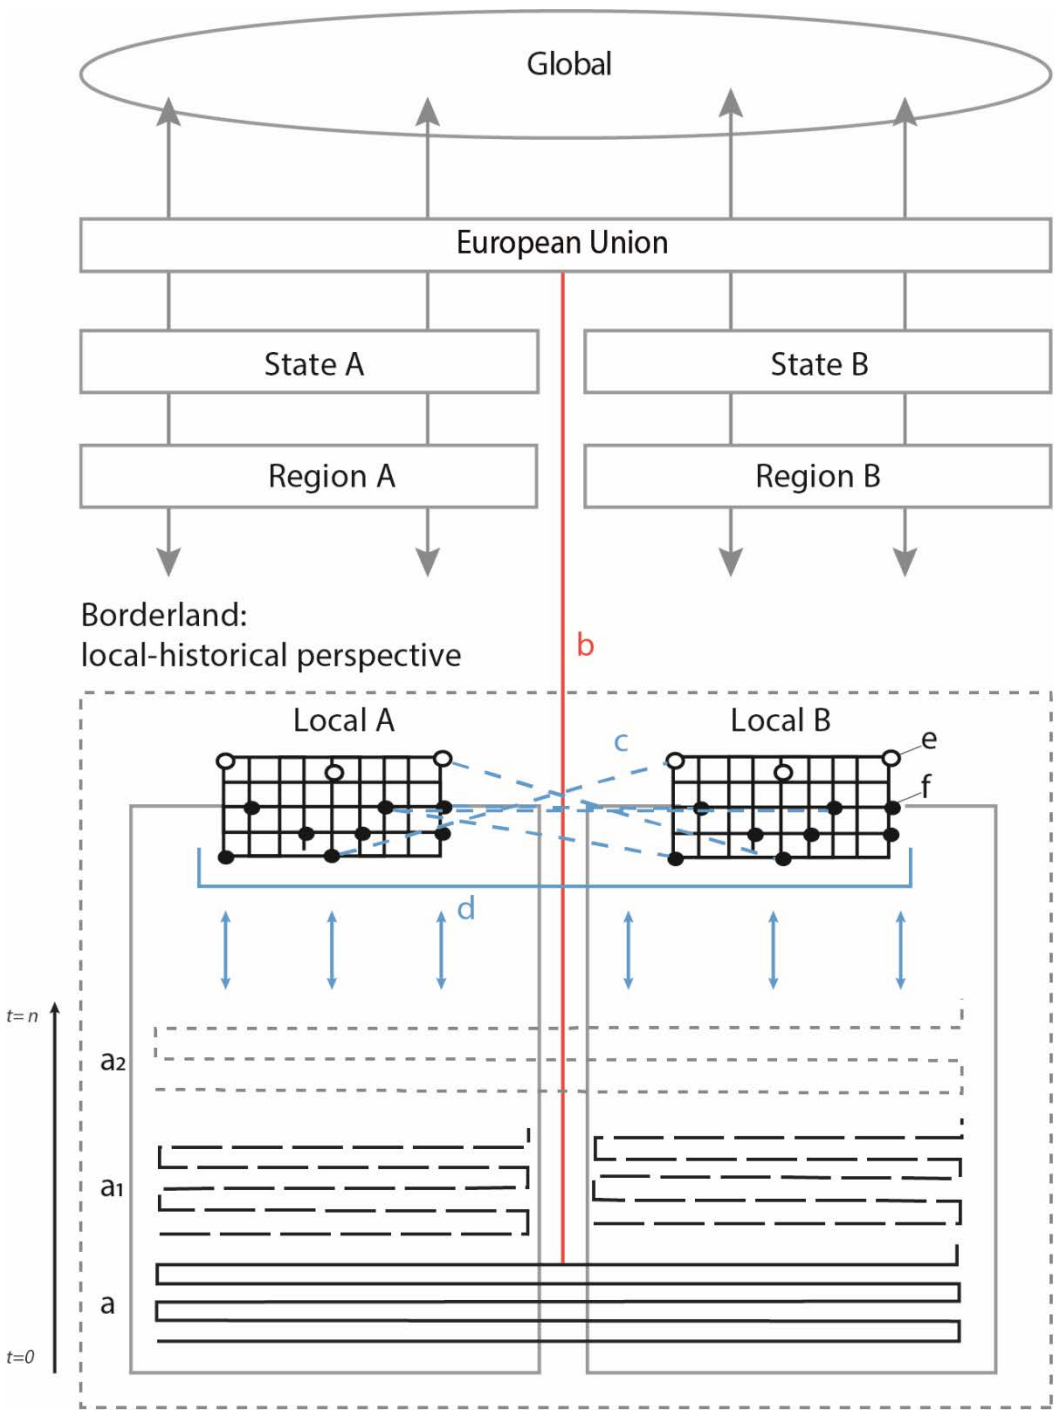 Global
European Union
State A
State B
Region A
Region B
Borderland:
local-historical perspective
b
Local A
Local B
c
e
f
d
t= n
a₂
a₁
a
t=0